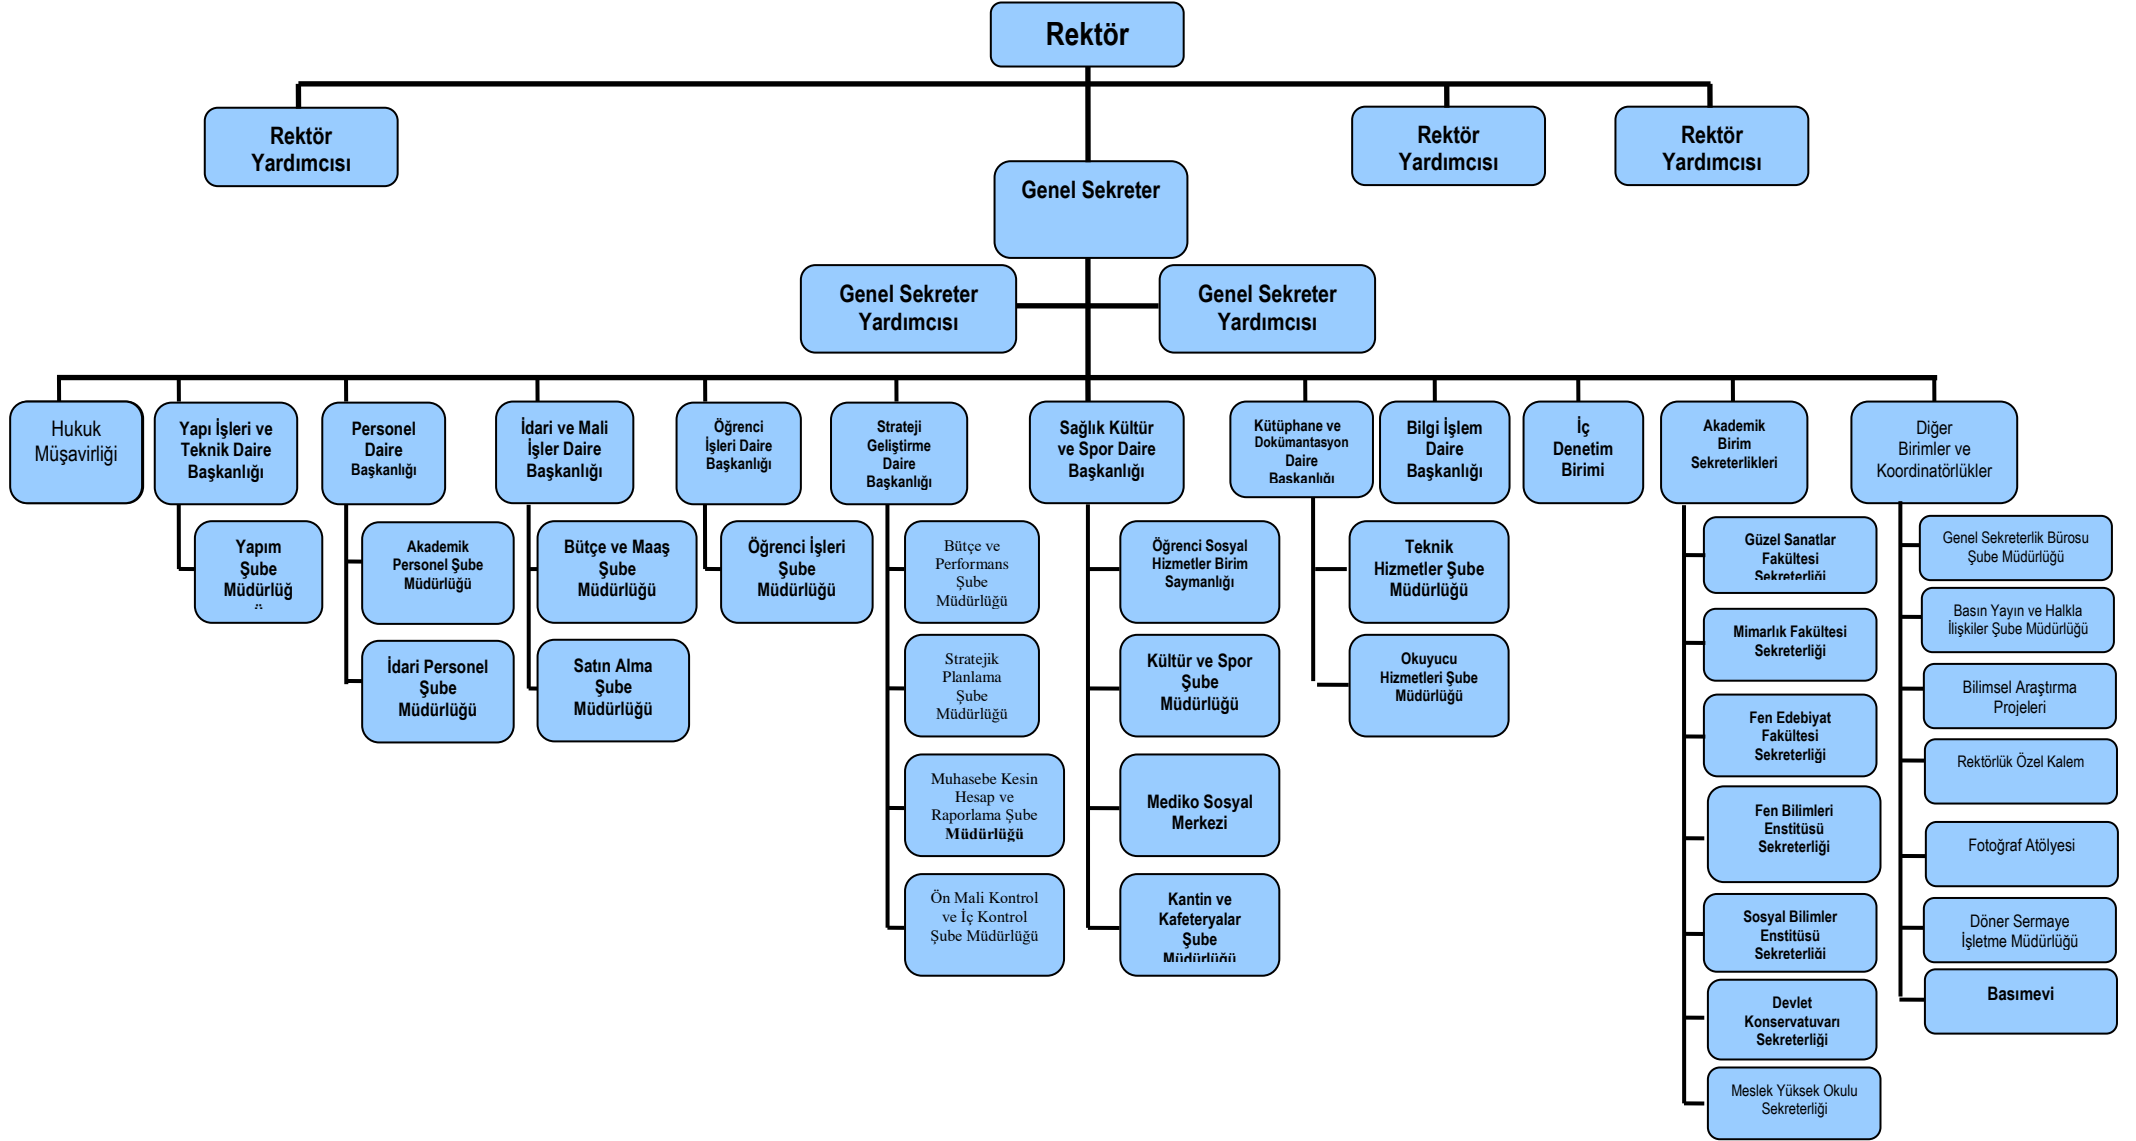 Rektör
Rektör
Yardımcısı
Rektör
Yardımcısı
Rektör
Yardımcısı
Genel Sekreter
Genel Sekreter
Yardımcısı
Genel Sekreter
Yardımcısı
Hukuk
Müşavirliği
Yapı İşleri ve
Teknik Daire
Başkanlığı
Personel
Daire
Başkanlığı
İdari ve Mali
İşler Daire
Başkanlığı
Öğrenci
İşleri Daire
Başkanlığı
Strateji
Geliştirme
Daire
Başkanlığı
Sağlık Kültür
ve Spor Daire
Başkanlığı
Kütüphane ve
Dokümantasyon
Daire
Başkanlığı
Bilgi İşlem
Daire
Başkanlığı
İç
Denetim
Birimi
Akademik
Birim
Sekreterlikleri
Diğer
Birimler ve
Koordinatörlükler
Yapım
Şube
Müdürlüğ
Akademik
Personel Şube
Müdürlüğü
İdari Personel
Şube
Müdürlüğü
Bütçe ve Maaş
Şube
Müdürlüğü
Satın Alma
Şube
Müdürlüğü
Öğrenci İşleri
Şube
Müdürlüğü
Bütçe ve
Performans
Şube
Müdürlüğü
Stratejik
Planlama
Şube
Müdürlüğü
Muhasebe Kesin
Hesap ve
Raporlama Şube
Müdürlüğü
Ön Mali Kontrol
ve İç Kontrol
Şube Müdürlüğü
Öğrenci Sosyal
Hizmetler Birim
Saymanlığı
Kültür ve Spor
Şube
Müdürlüğü
Mediko Sosyal
Merkezi
Kantin ve
Kafeteryalar
Şube
Müdürlüğü
Teknik
Hizmetler Şube
Müdürlüğü
Okuyucu
Hizmetleri Şube
Müdürlüğü
Güzel Sanatlar
Fakültesi
Sekreterliği
Mimarlık Fakültesi
Sekreterliği
Fen Edebiyat
Fakültesi
Sekreterliği
Fen Bilimleri
Enstitüsü
Sekreterliği
Sosyal Bilimler
Enstitüsü
Sekreterliği
Devlet
Konservatuvarı
Sekreterliği
Meslek Yüksek Okulu
Sekreterliği
Genel Sekreterlik Bürosu
Şube Müdürlüğü
Basın Yayın ve Halkla
İlişkiler Şube Müdürlüğü
Bilimsel Araştırma
Projeleri
Rektörlük Özel Kalem
Fotoğraf Atölyesi
Döner Sermaye
İşletme Müdürlüğü
Basımevi